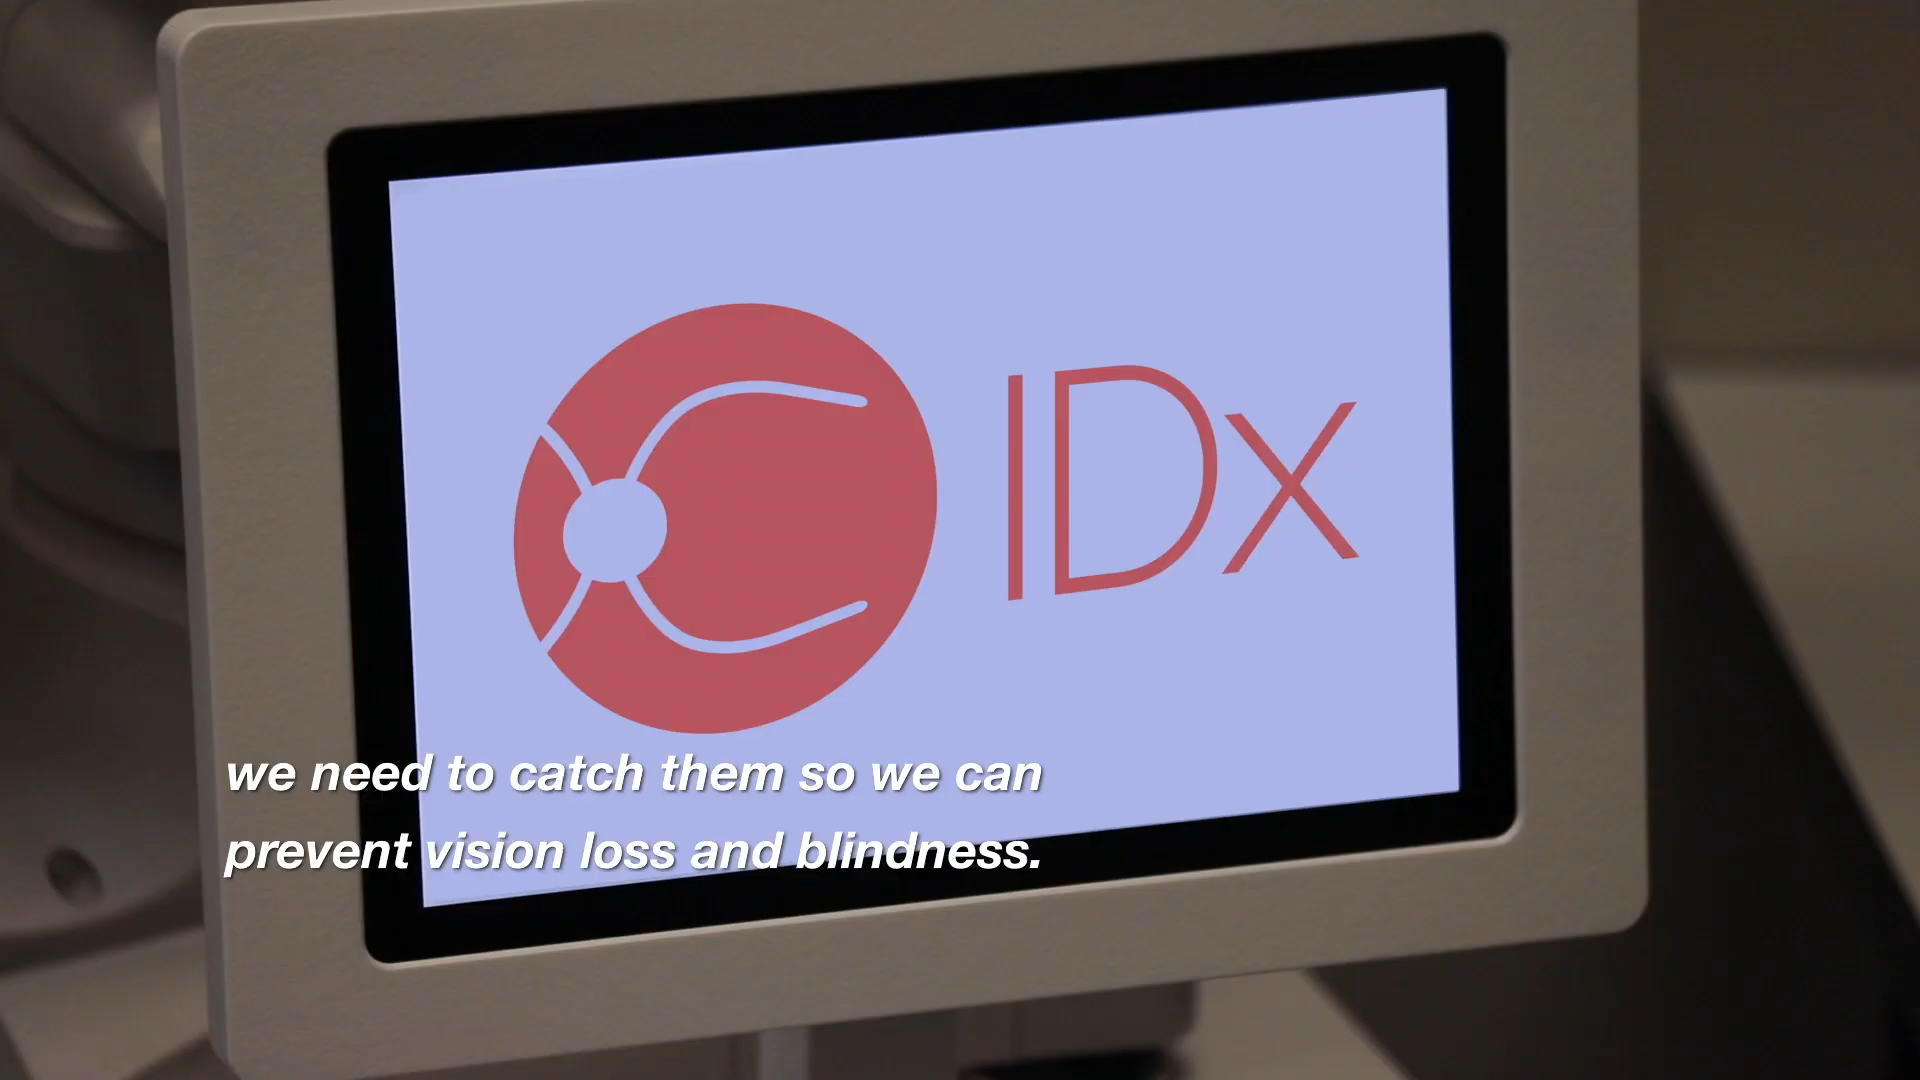 IDx
we need to catch them so we can
prevent vision loss and blindness.